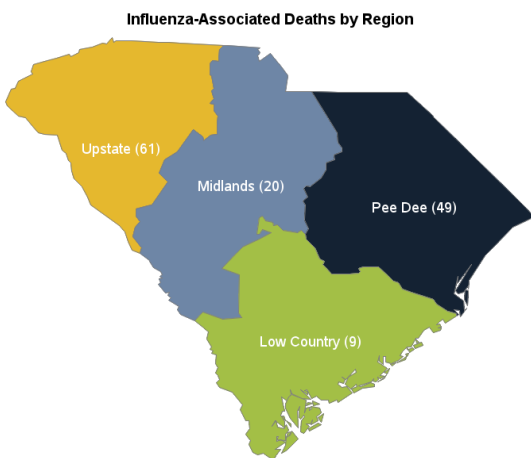 Influenza-Associated Deaths by Region
Upstate (61)
Midlands (20)
Pee Dee (49)
Low Country (9)